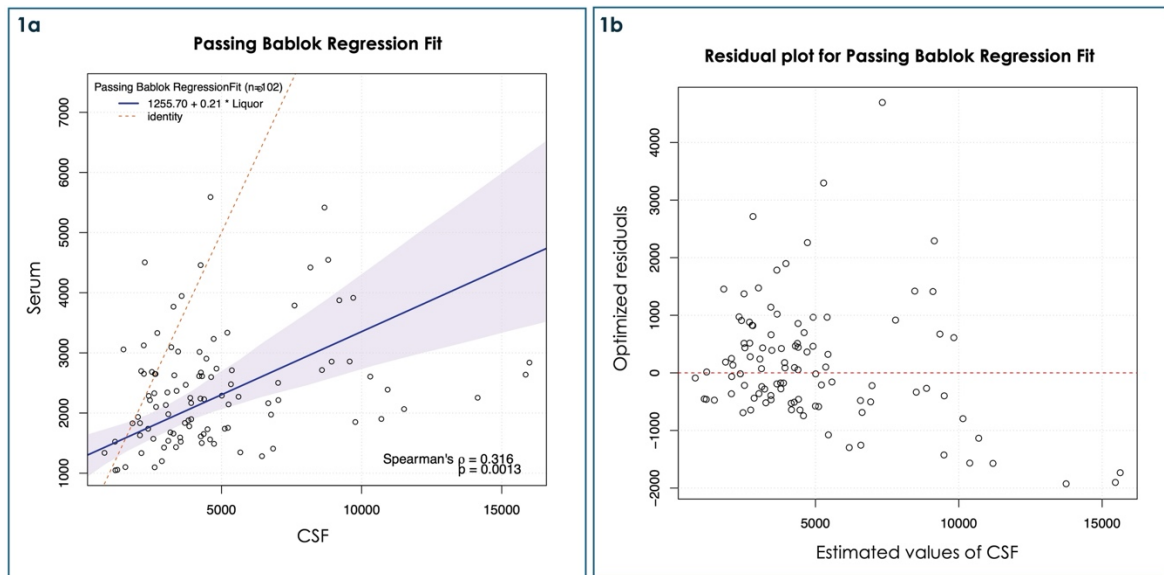 1a
Passing Bablok Regression Fit
Passing Bablok RegressionFit (n=102)
1255.70 + 0.21 * Liquor
identity
7000
6000
5000
4000
3000
2000
1000
Serum
Spearman's ρ = 0.316
p = 0.0013
5000 10000 15000
CSF
1b
Residual plot for Passing Bablok Regression Fit
4000
3000
2000
1000
0
-1000
-2000
Optimized residuals
5000 10000 15000
Estimated values of CSF